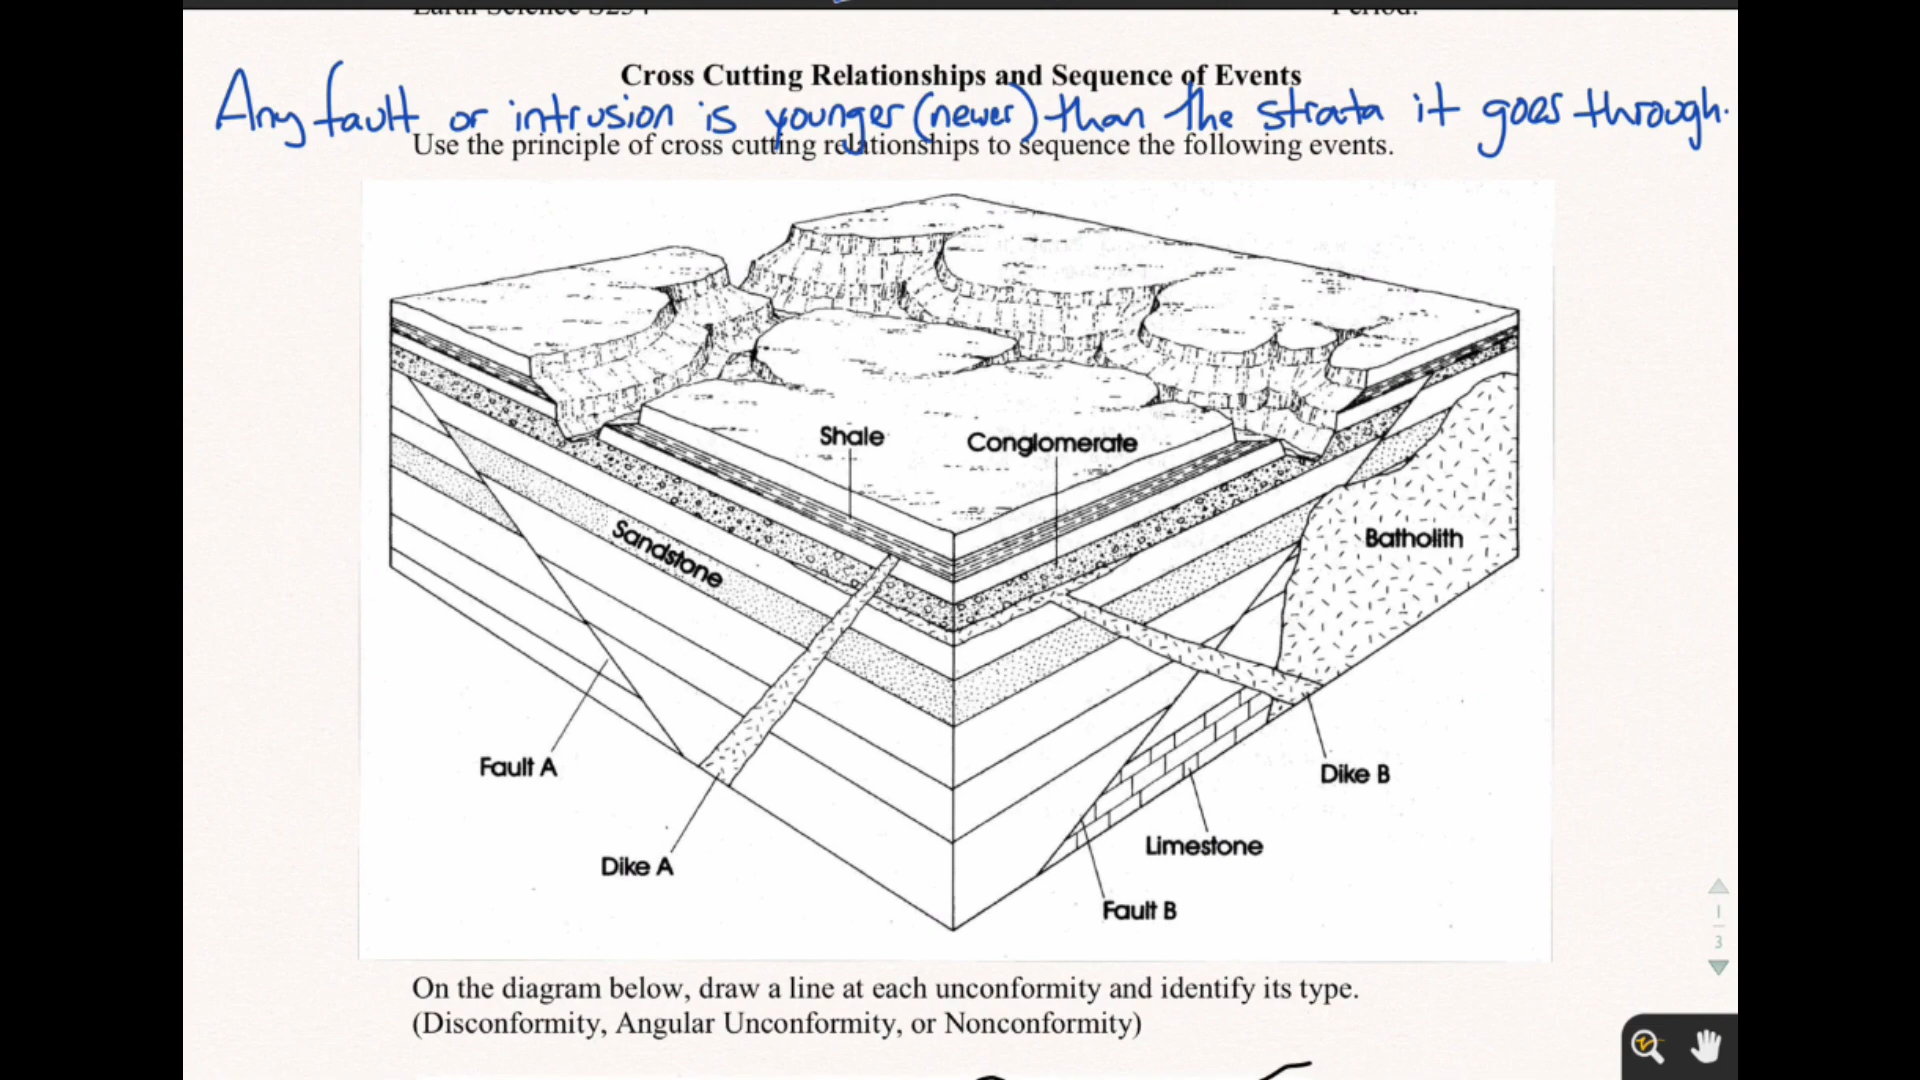 Cross Cutting Relationships and Sequence of Events
Any fault or intrusion is younger (newer) than the strata it goes through.
Use the principle of cross cutting relationships to sequence the following events.
Shale
Conglomerate
Sandstone
Batholith
Fault A
Dike A
Dike B
Limestone
Fault B
1
3
On the diagram below, draw a line at each unconformity and identify its type.
(Disconformity, Angular Unconformity, or Nonconformity)